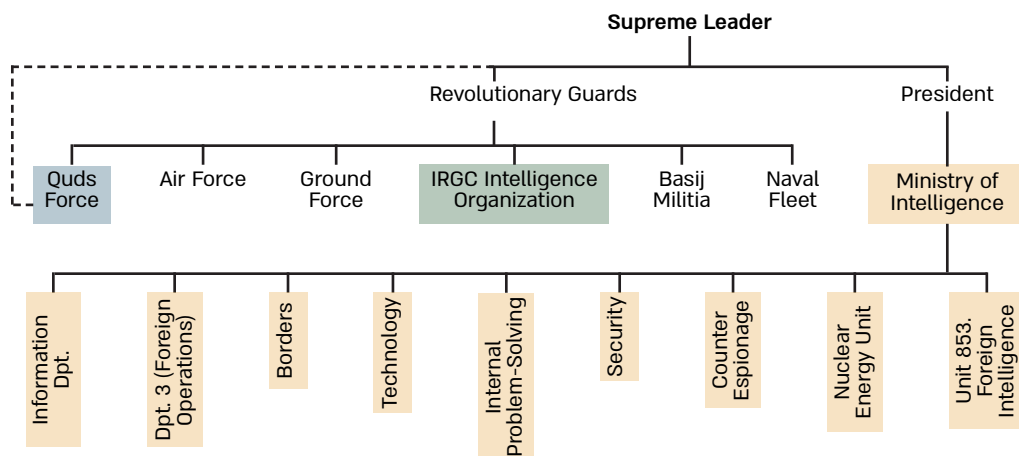 Supreme Leader
Revolutionary Guards
President
Quds
Force
Air Force
Ground
Force
IRGC Intelligence
Organization
Basij
Militia
Naval
Fleet
Ministry of
Intelligence
Information
Dpt.
Dpt. 3 (Foreign
Operations)
Borders
Technology
Internal
Problem-Solving
Security
Counter
Espionage
Nuclear
Energy Unit
Unit 853.
Foreign
Intelligence